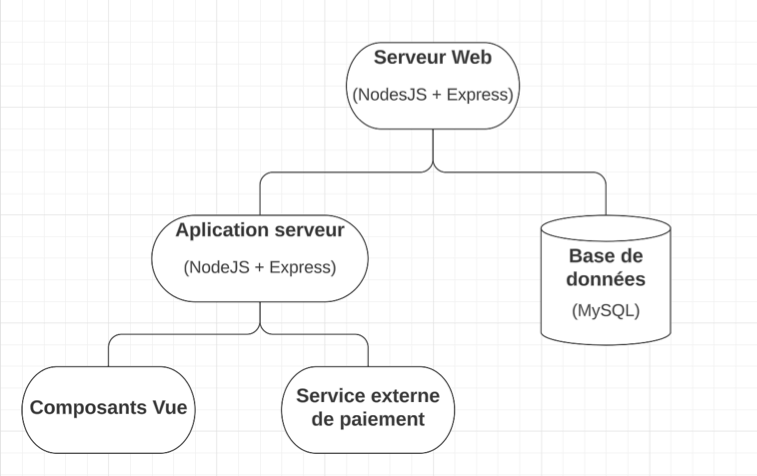 Serveur Web
(NodesJS + Express)
Aplication serveur
(NodeJS + Express)
Base de
données
(MySQL)
Composants Vue
Service externe
de paiement